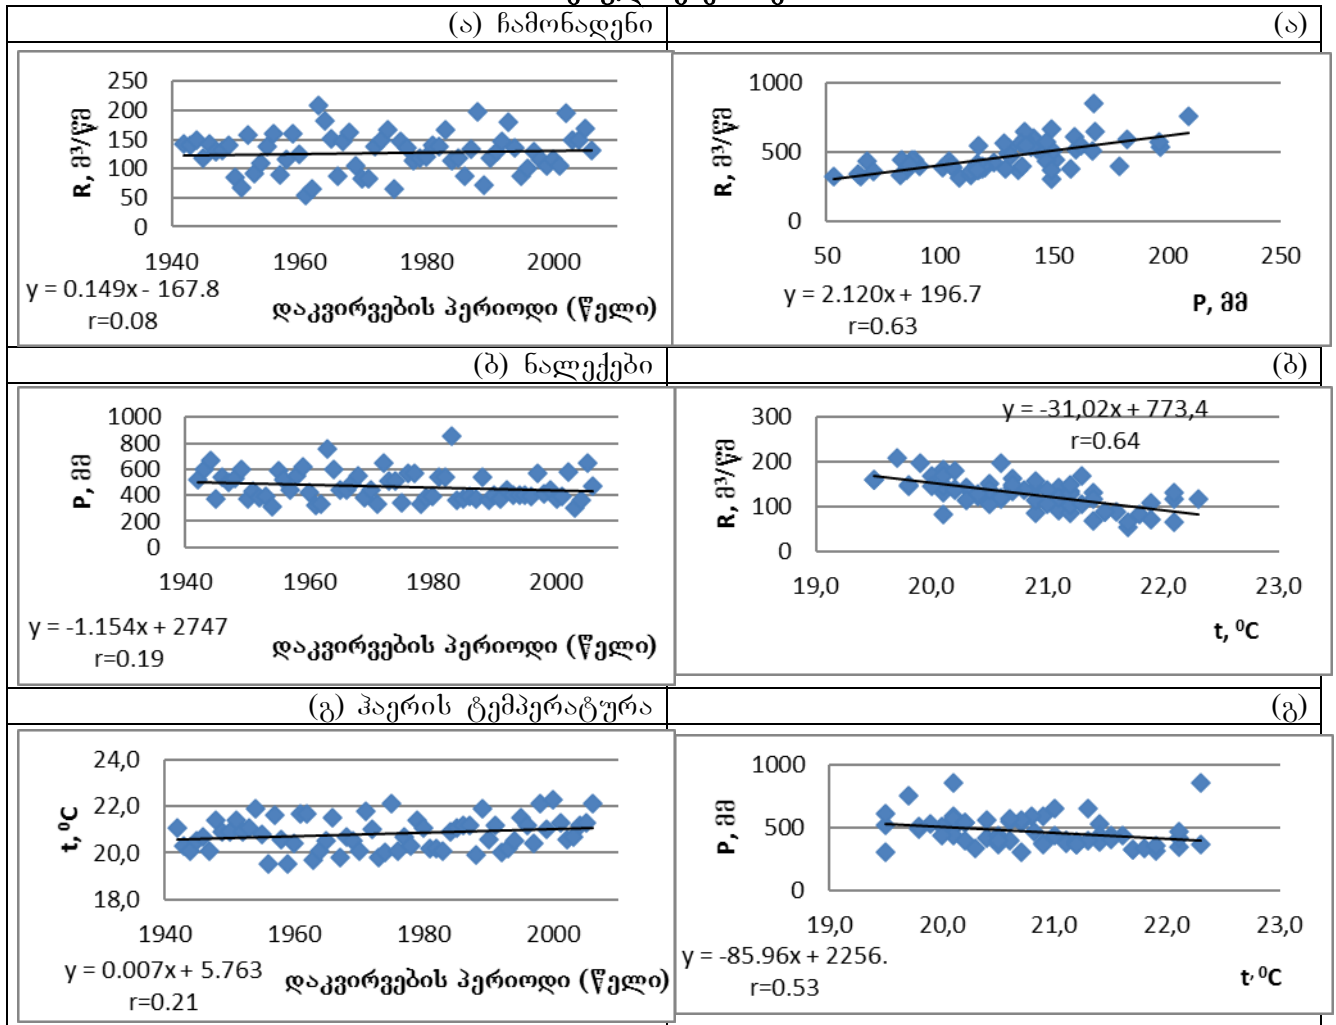 (ა) ჩამონადენი
(ა)
250
200
150
100
50
0
R, მ³/წმ
1940 1960 1980 2000
y = 0.149x - 167.8
r=0.08
დაკვირვების პერიოდი (წელი)
1000
500
0
R, მ³/წმ
50 100 150 200 250
y = 2.120x + 196.7
r=0.63
P, მმ
(ბ) ნალექები
(ბ)
1000
800
600
400
200
0
P, მმ
1940 1960 1980 2000
y = -1.154x + 2747
r=0.19
დაკვირვების პერიოდი (წელი)
y = -31,02x + 773,4
r=0.64
300
200
100
0
R, მ³/წმ
19,0 20,0 21,0 22,0 23,0
t, ⁰C
(გ) ჰაერის ტემპერატურა
(გ)
24,0
22,0
20,0
18,0
t, ⁰C
1940 1960 1980 2000
y = 0.007x + 5.763
r=0.21
დაკვირვების პერიოდი (წელი)
1000
500
0
P, მმ
19,0 20,0 21,0 22,0 23,0
y = -85.96x + 2256.
r=0.53
t, ⁰C